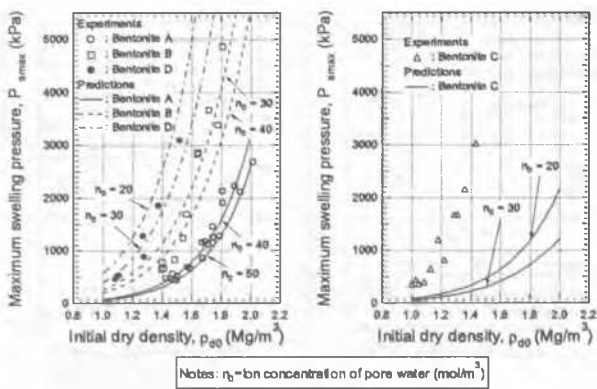 Maximum swelling pressure, P smax (kPa)
5000
4000
3000
2000
1000
0
0.8 1.0 1.2 1.4 1.6 1.8 2.0 2.2
Initial dry density, ρd0 (Mg/m³)
Experiments
: Bentonite A
: Bentonite B
: Bentonite D
Predictions
: Bentonite A
: Bentonite B
: Bentonite D
n0 = 20
n0 = 30
= 30
= 40
= 40
n0 = 50
Maximum swelling pressure, P smax (kPa)
5000
4000
3000
2000
1000
0
0.8 1.0 1.2 1.4 1.6 1.8 2.0 2.2
Initial dry density, ρd0 (Mg/m³)
Experiments
: Bentonite C
Predictions
: Bentonite C
n0 = 20
n0 = 30
Notes: n0=Ion concentration of pore water (mol/m³)